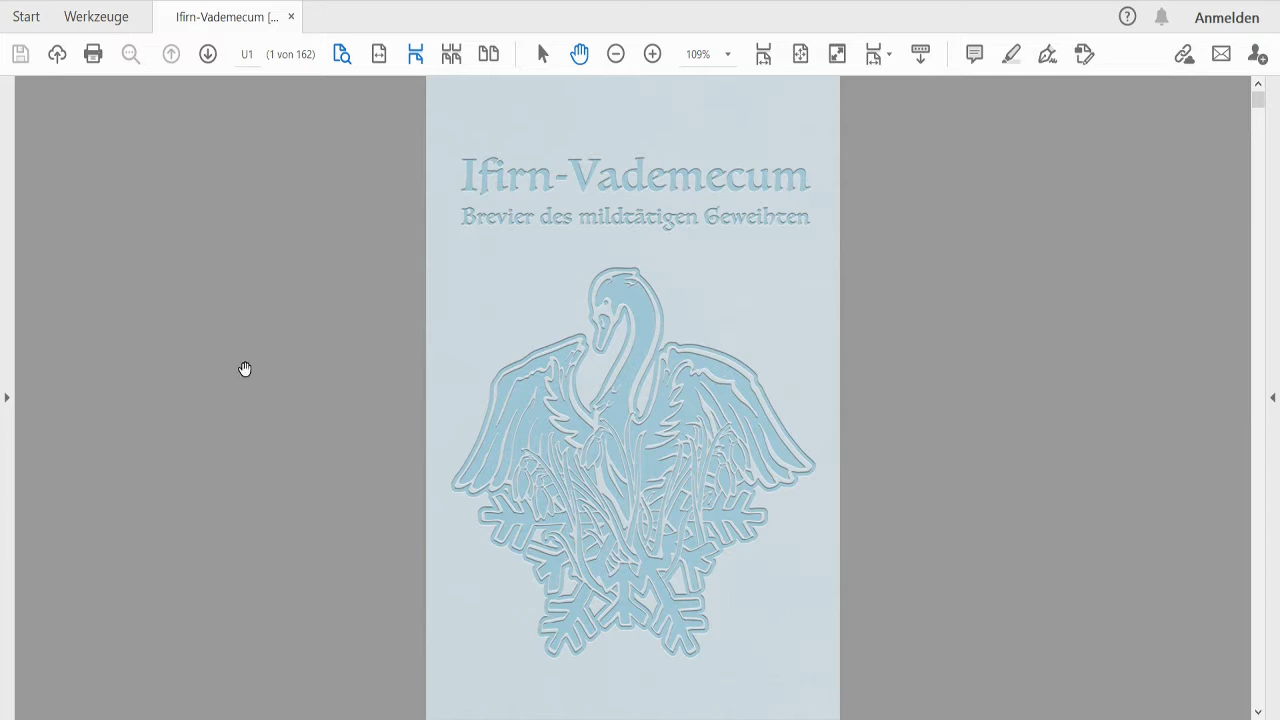 Start Werkzeuge Ifirn-Vademecum [... × Anmelden
U1 (1 von 162) 109%
Ifirn-Vademecum
Brevier des mildtätigen Geweihten